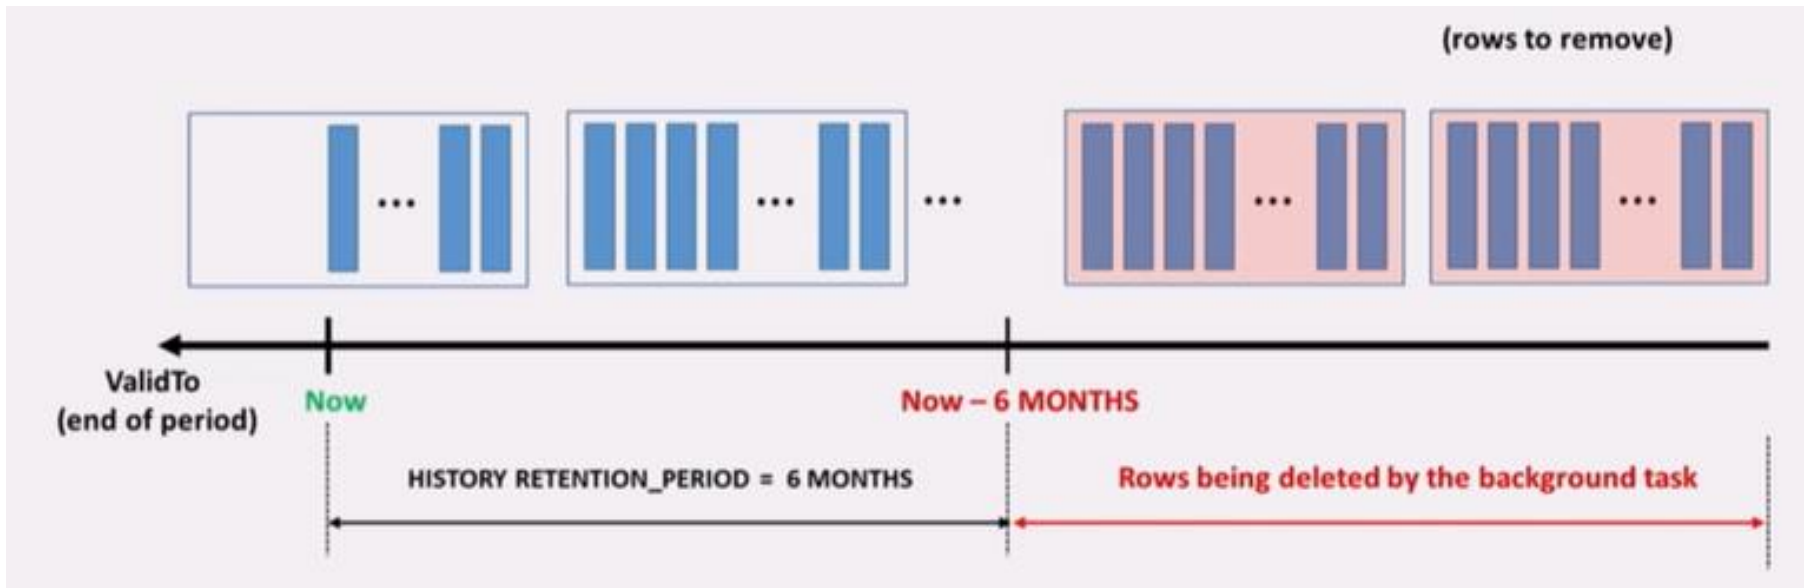 (rows to remove)
...
...
...
...
...
ValidTo
(end of period)
Now
Now – 6 MONTHS
HISTORY RETENTION_PERIOD = 6 MONTHS
Rows being deleted by the background task